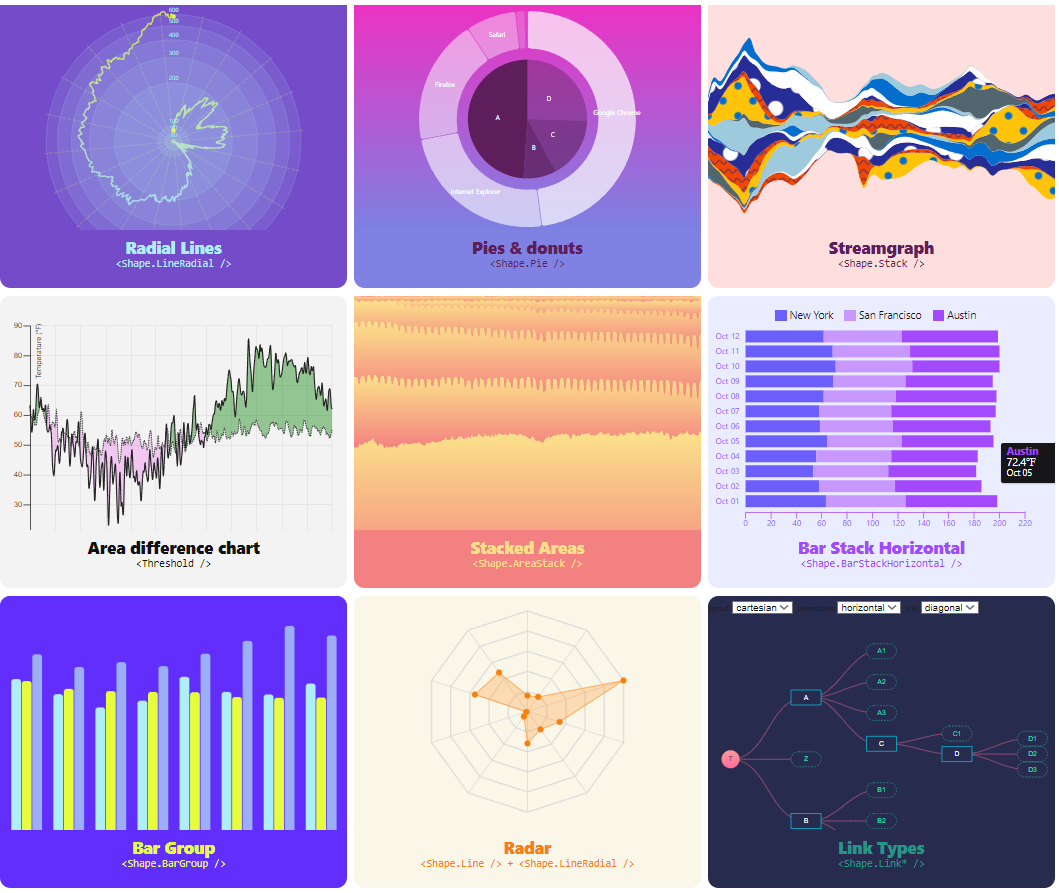 600
500
400
300
200
Radial Lines
<Shape.LineRadial />
Safari
Firefox
Google Chrome
Internet Explorer
A
D
C
B
Pies & donuts
<Shape.Pie />
Streamgraph
<Shape.Stack />
Temperature (°F)
90
80
70
60
50
40
30
Area difference chart
<Threshold />
Stacked Areas
<Shape.AreaStack />
New York San Francisco Austin
Oct 12
Oct 11
Oct 10
Oct 09
Oct 08
Oct 07
Oct 06
Oct 05
Oct 04
Oct 03
Oct 02
Oct 01
Austin
72.4°F
Oct 05
0 20 40 60 80 100 120 140 160 180 200 220
Bar Stack Horizontal
<Shape.BarStackHorizontal />
Bar Group
<Shape.BarGroup />
Radar
<Shape.Line /> + <Shape.LineRadial />
cartesian horizontal diagonal
A1
A2
A
A3
C1
C
D1
D
D2
T
Z
D3
B1
B
B2
Link Types
<Shape.Link* />